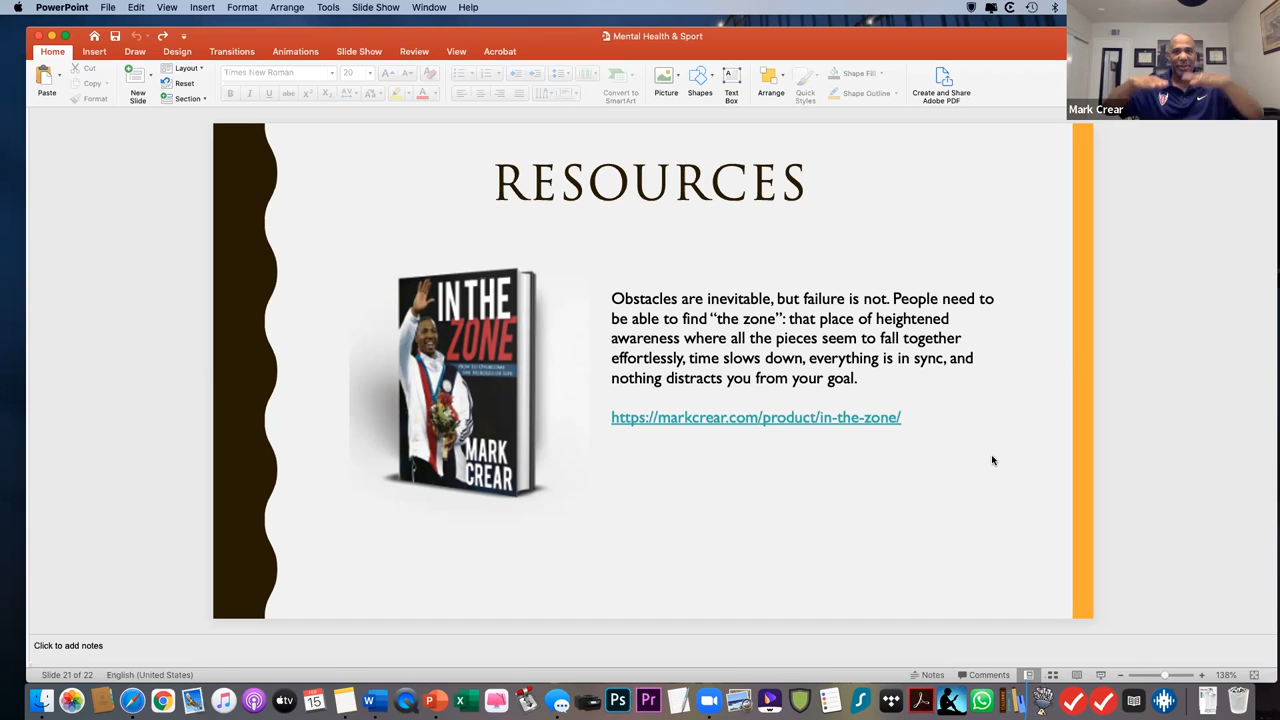 PowerPoint File Edit View Insert Format Arrange Tools Slide Show Window Help
Mental Health & Sport
Home Insert Draw Design Transitions Animations Slide Show Review View Acrobat
Paste
Cut
Copy
Format
New
Slide
Layout
Reset
Section
Times New Roman 20
Convert to
SmartArt
Picture
Shapes
Text
Box
Arrange
Quick
Styles
Shape Fill
Shape Outline
Create and Share
Adobe PDF
Mark Crear
RESOURCES
IN THE
ZONE
HOW TO OVERCOME
THE HURDLES OF LIFE
MARK
CREAR
Obstacles are inevitable, but failure is not. People need to
be able to find “the zone”: that place of heightened
awareness where all the pieces seem to fall together
effortlessly, time slows down, everything is in sync, and
nothing distracts you from your goal.
https://markcrear.com/product/in-the-zone/
Click to add notes
Slide 21 of 22 English (United States) Notes Comments 138%